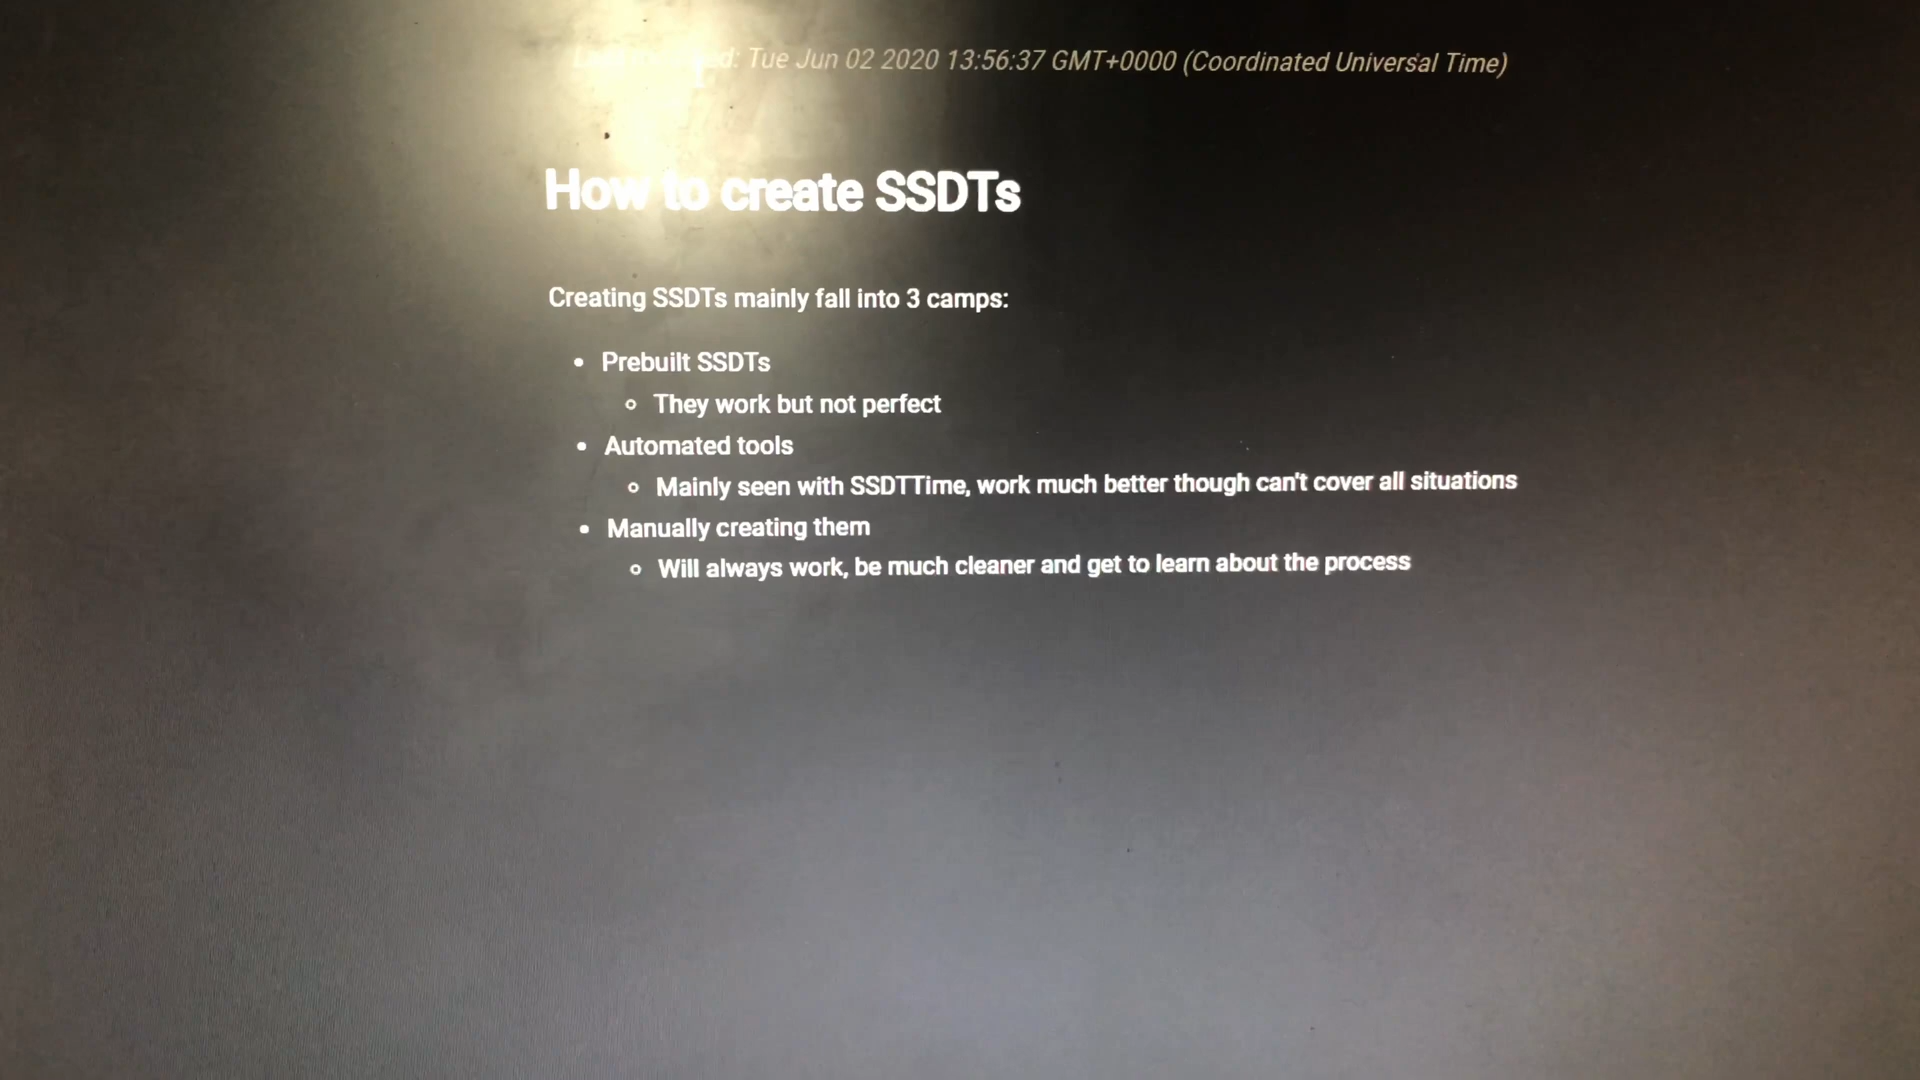 Tue Jun 02 2020 13:56:37 GMT+0000 (Coordinated Universal Time)
How to create SSDTs
Creating SSDTs mainly fall into 3 camps:
• Prebuilt SSDTs
◦ They work but not perfect
• Automated tools
◦ Mainly seen with SSDTTime, work much better though can't cover all situations
• Manually creating them
◦ Will always work, be much cleaner and get to learn about the process